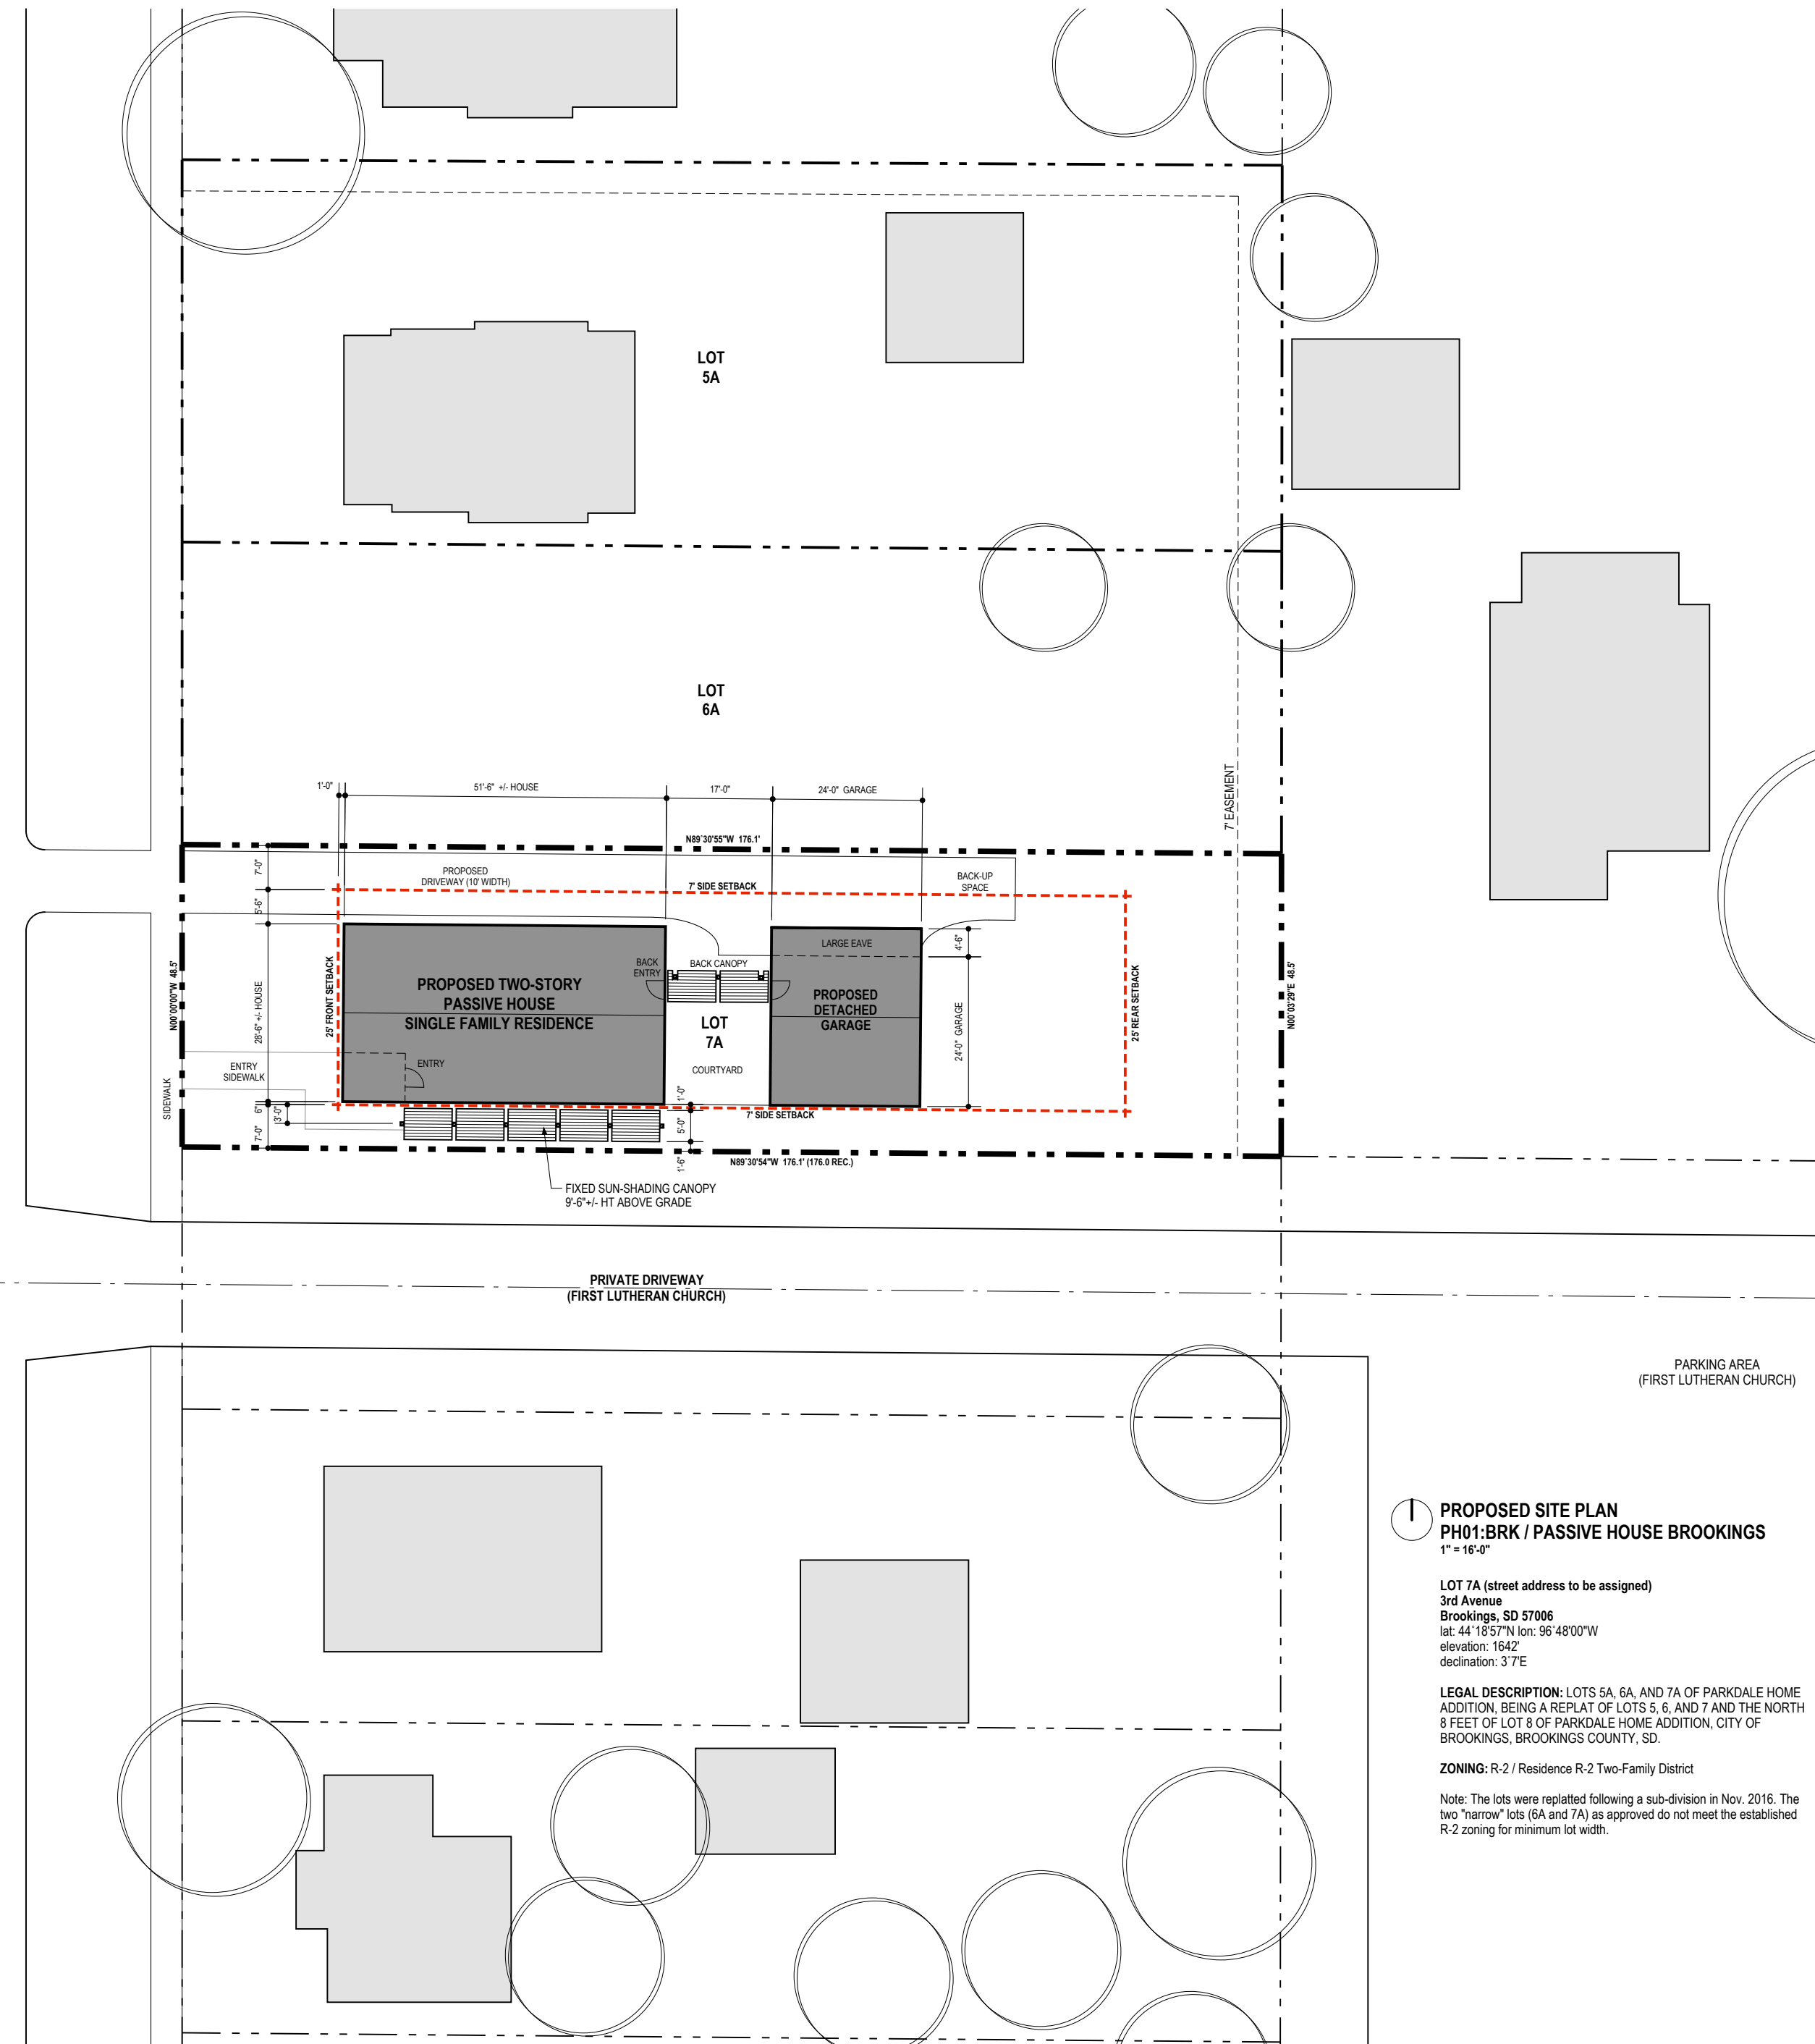 LOT
5A
LOT
6A
7' EASEMENT
1'-0"
51'-6" +/- HOUSE
17'-0"
24'-0" GARAGE
N89°30'55"W 176.1'
7'-0"
5'-6"
28'-6" +/- HOUSE
6"
3'-0"
7'-0"
PROPOSED
DRIVEWAY (10' WIDTH)
7' SIDE SETBACK
BACK-UP
SPACE
N00°00'00"W 48.5'
25' FRONT SETBACK
PROPOSED TWO-STORY
PASSIVE HOUSE
SINGLE FAMILY RESIDENCE
BACK
ENTRY
BACK CANOPY
LARGE EAVE
4'-6"
PROPOSED
DETACHED
GARAGE
24'-0" GARAGE
25' REAR SETBACK
N00°03'29"E 48.5'
LOT
7A
COURTYARD
ENTRY
ENTRY
SIDEWALK
SIDEWALK
1'-0"
5'-0"
1'-6"
7' SIDE SETBACK
N89°30'54"W 176.1' (176.0 REC.)
FIXED SUN-SHADING CANOPY
9'-6"+/- HT ABOVE GRADE
PRIVATE DRIVEWAY
(FIRST LUTHERAN CHURCH)
PARKING AREA
(FIRST LUTHERAN CHURCH)
PROPOSED SITE PLAN
PH01:BRK / PASSIVE HOUSE BROOKINGS
1" = 16'-0"
LOT 7A (street address to be assigned)
3rd Avenue
Brookings, SD 57006
lat: 44°18'57"N lon: 96°48'00"W
elevation: 1642'
declination: 3°7'E
LEGAL DESCRIPTION: LOTS 5A, 6A, AND 7A OF PARKDALE HOME
ADDITION, BEING A REPLAT OF LOTS 5, 6, AND 7 AND THE NORTH
8 FEET OF LOT 8 OF PARKDALE HOME ADDITION, CITY OF
BROOKINGS, BROOKINGS COUNTY, SD.
ZONING: R-2 / Residence R-2 Two-Family District
Note: The lots were replatted following a sub-division in Nov. 2016. The
two "narrow" lots (6A and 7A) as approved do not meet the established
R-2 zoning for minimum lot width.